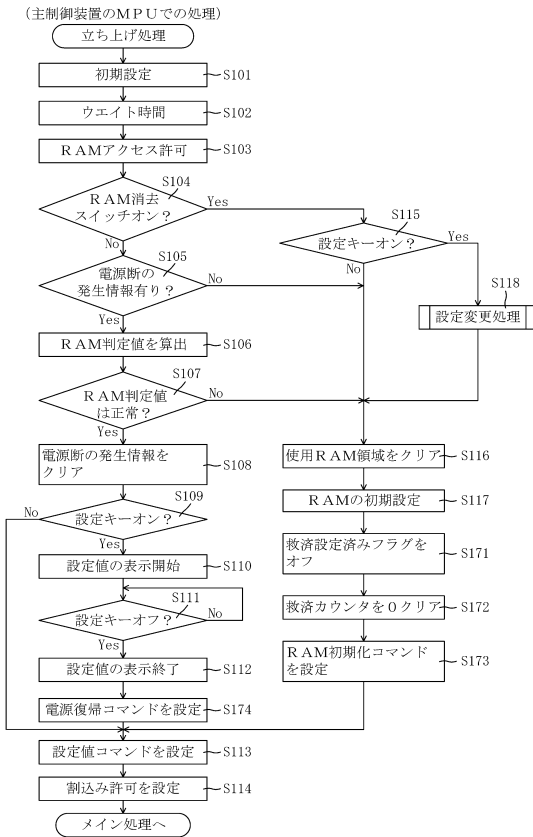 （主制御装置のＭＰＵでの処理）
立ち上げ処理
初期設定
S101
ウエイト時間
S102
ＲＡＭアクセス許可
S103
S104
ＲＡＭ消去
スイッチオン？
Yes
No
S115
設定キーオン？
Yes
No
S105
電源断の
発生情報有り？
No
Yes
S118
設定変更処理
ＲＡＭ判定値を算出
S106
S107
ＲＡＭ判定値
は正常？
No
Yes
電源断の発生情報を
クリア
S108
使用ＲＡＭ領域をクリア
S116
S109
設定キーオン？
No
Yes
ＲＡＭの初期設定
S117
設定値の表示開始
S110
救済設定済みフラグを
オフ
S171
S111
設定キーオフ？
No
Yes
救済カウンタを０クリア
S172
設定値の表示終了
S112
ＲＡＭ初期化コマンド
を設定
S173
電源復帰コマンドを設定
S174
設定値コマンドを設定
S113
割込み許可を設定
S114
メイン処理へ